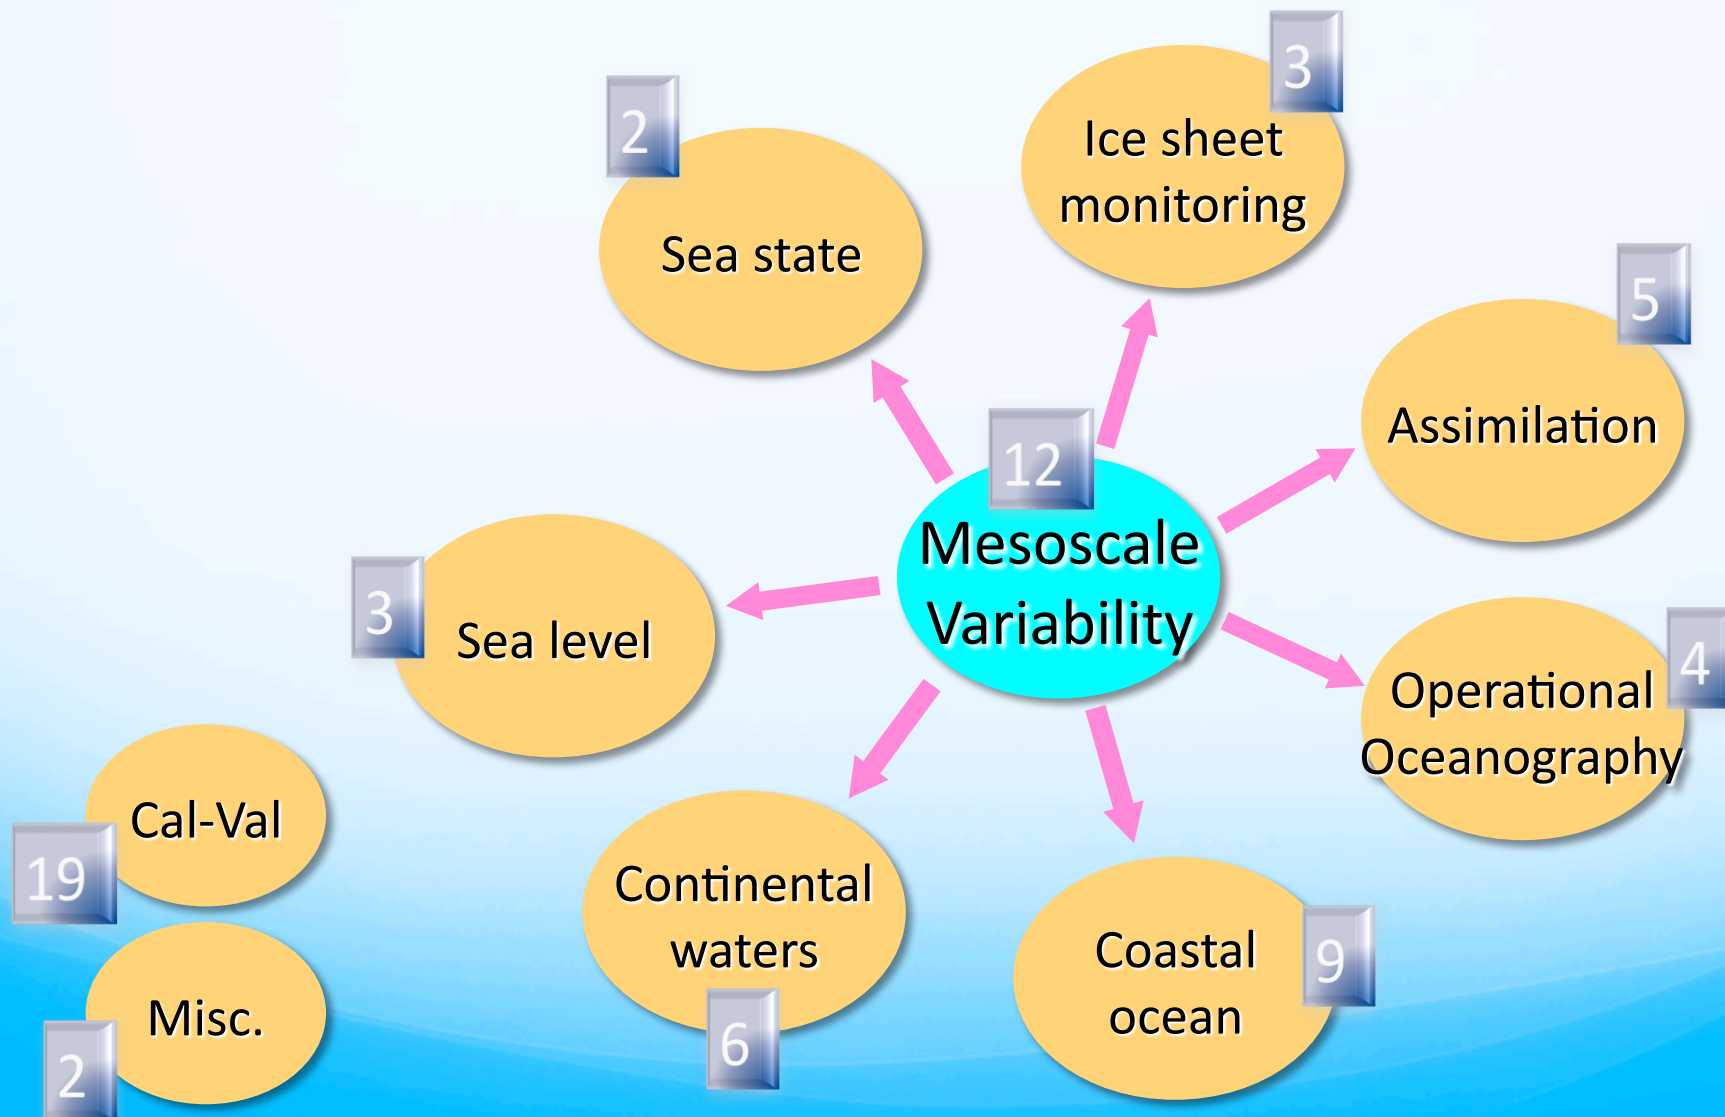 3
Ice sheet
monitoring
2
Sea state
5
Assimilation
12
Mesoscale
Variability
3
Sea level
4
Operational
Oceanography
Cal-Val
19
Continental
waters
6
Coastal
ocean
9
Misc.
2